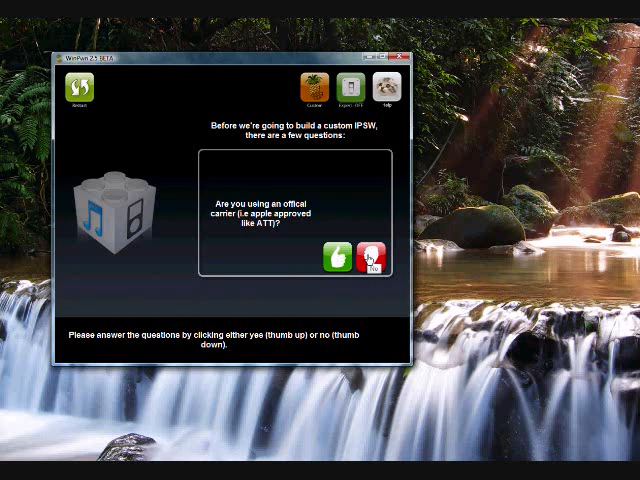 WinPwn 2.5 BETA
Restart
Custom
Expert: OFF
Help
Before we're going to build a custom IPSW,
there are a few questions:
Are you using an offical
carrier (i.e apple approved
like ATT)?
No
Please answer the questions by clicking either yes (thumb up) or no (thumb
down).